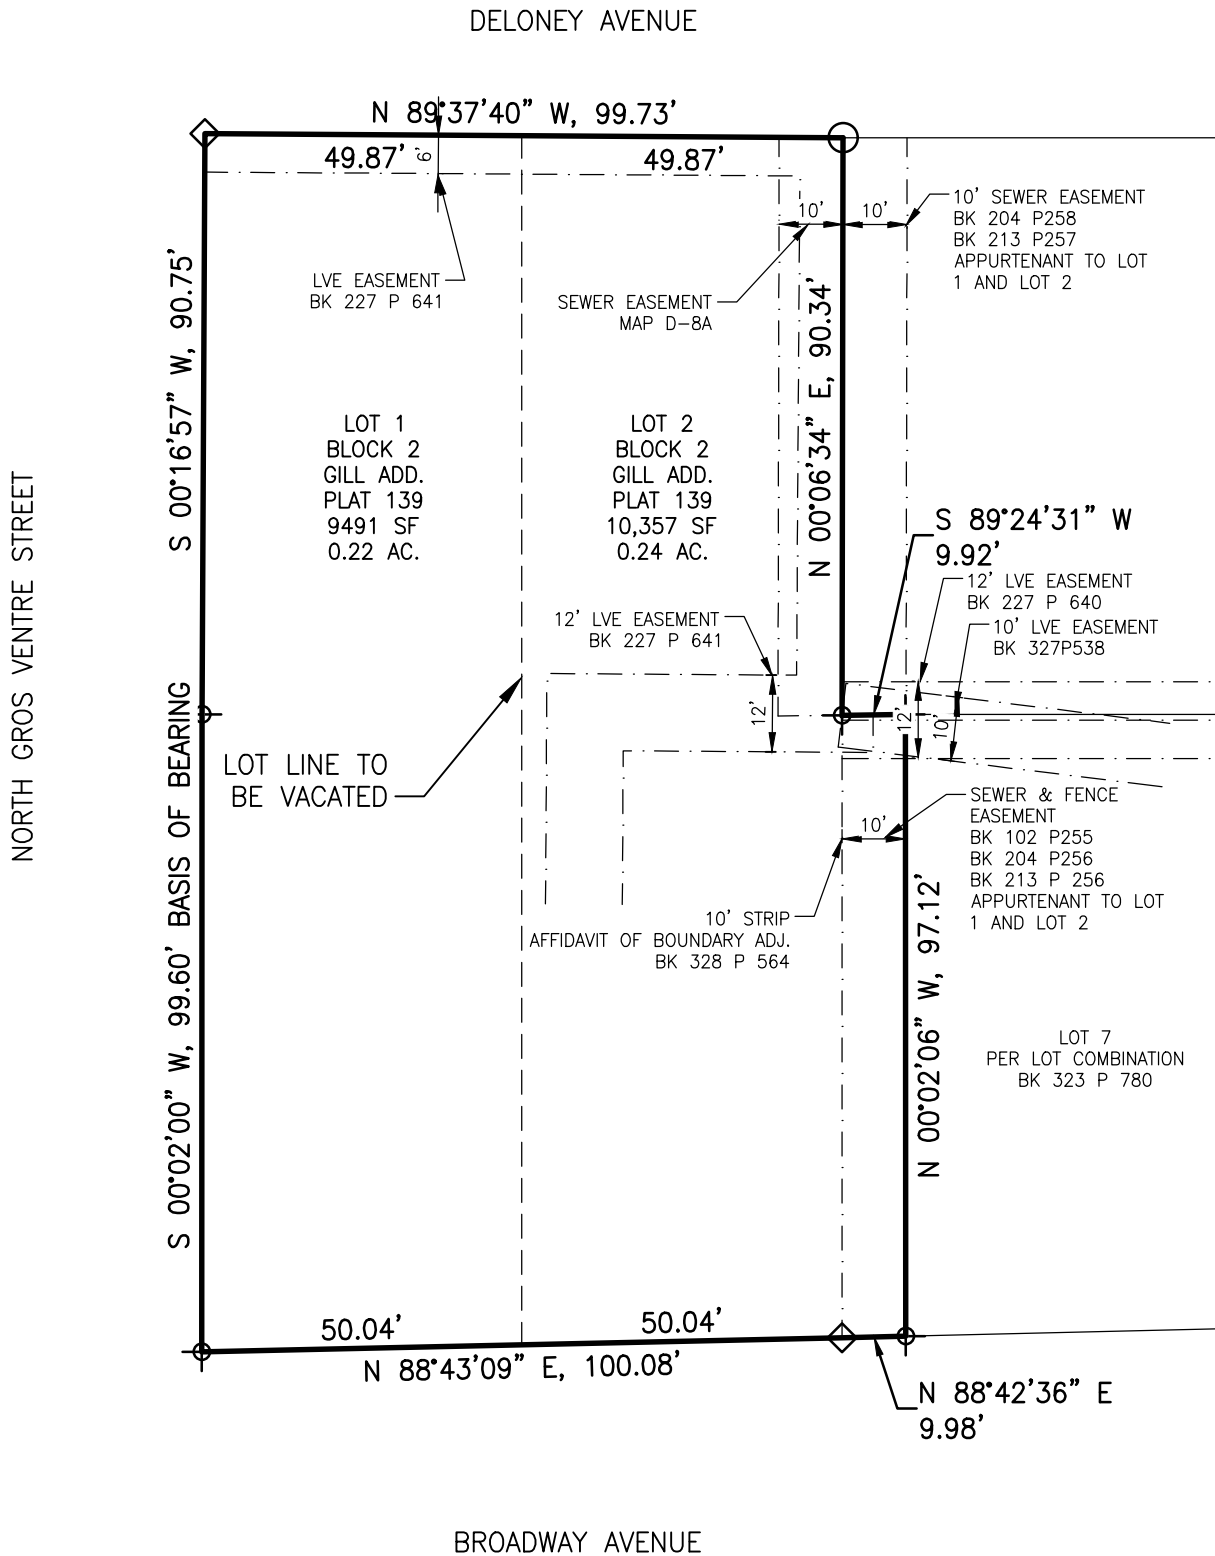 DELONEY AVENUE
N 89°37'40" W, 99.73'
49.87'
6'
49.87'
10'
10'
10' SEWER EASEMENT
BK 204 P258
BK 213 P257
APPURTENANT TO LOT
1 AND LOT 2
LVE EASEMENT
BK 227 P 641
SEWER EASEMENT
MAP D-8A
S 00°16'57" W, 90.75'
N 00°06'34" E, 90.34'
LOT 1
BLOCK 2
GILL ADD.
PLAT 139
9491 SF
0.22 AC.
LOT 2
BLOCK 2
GILL ADD.
PLAT 139
10,357 SF
0.24 AC.
NORTH GROS VENTRE STREET
S 89°24'31" W
9.92'
12' LVE EASEMENT
BK 227 P 640
10' LVE EASEMENT
BK 327P538
12' LVE EASEMENT
BK 227 P 641
12'
12'
10'
LOT LINE TO
BE VACATED
S 00°02'00" W, 99.60' BASIS OF BEARING
SEWER & FENCE
EASEMENT
BK 102 P255
BK 204 P256
BK 213 P 256
APPURTENANT TO LOT
1 AND LOT 2
10'
10' STRIP
AFFIDAVIT OF BOUNDARY ADJ.
BK 328 P 564
N 00°02'06" W, 97.12'
LOT 7
PER LOT COMBINATION
BK 323 P 780
50.04'
50.04'
N 88°43'09" E, 100.08'
N 88°42'36" E
9.98'
BROADWAY AVENUE